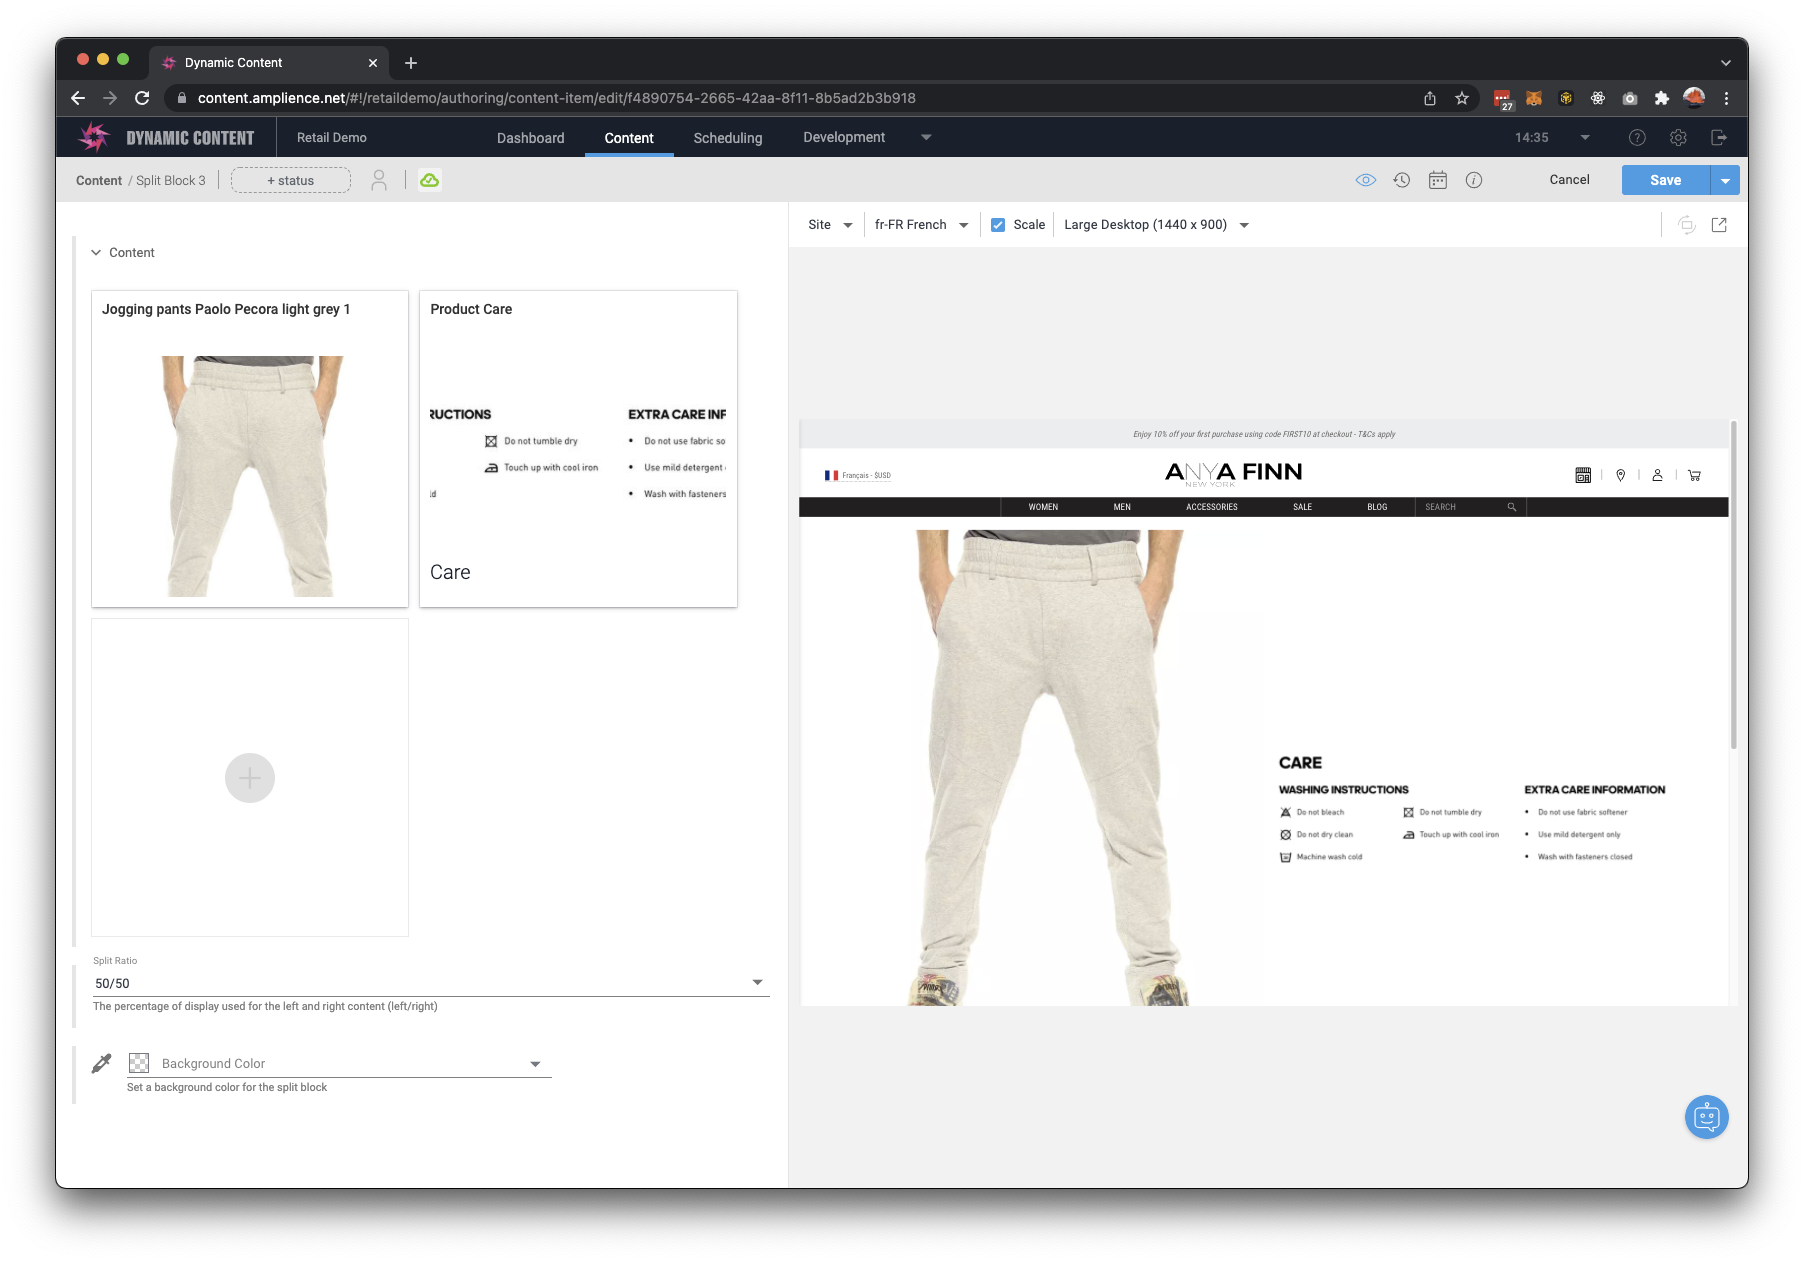 Dynamic Content
content.amplience.net/#!/retaildemo/authoring/content-item/edit/f4890754-2665-42aa-8f11-8b5ad2b3b918
27
DYNAMIC CONTENT
Retail Demo
Dashboard
Content
Scheduling
Development
14:35
Content / Split Block 3
+ status
Cancel
Save
Site
fr-FR French
Scale
Large Desktop (1440 x 900)
Content
Jogging pants Paolo Pecora light grey 1
Product Care
RUCTIONS
EXTRA CARE INF
Do not tumble dry
Do not use fabric so
Touch up with cool iron
Use mild detergent
ld
Wash with fasteners
Care
Split Ratio
50/50
The percentage of display used for the left and right content (left/right)
Background Color
Set a background color for the split block
Enjoy 10% off your first purchase using code FIRST10 at checkout - T&Cs apply
Français - $USD
ANYA FINN
NEW YORK
WOMEN
MEN
ACCESSORIES
SALE
BLOG
SEARCH
CARE
WASHING INSTRUCTIONS
EXTRA CARE INFORMATION
Do not bleach
Do not tumble dry
• Do not use fabric softener
Do not dry clean
Touch up with cool iron
• Use mild detergent only
Machine wash cold
• Wash with fasteners closed